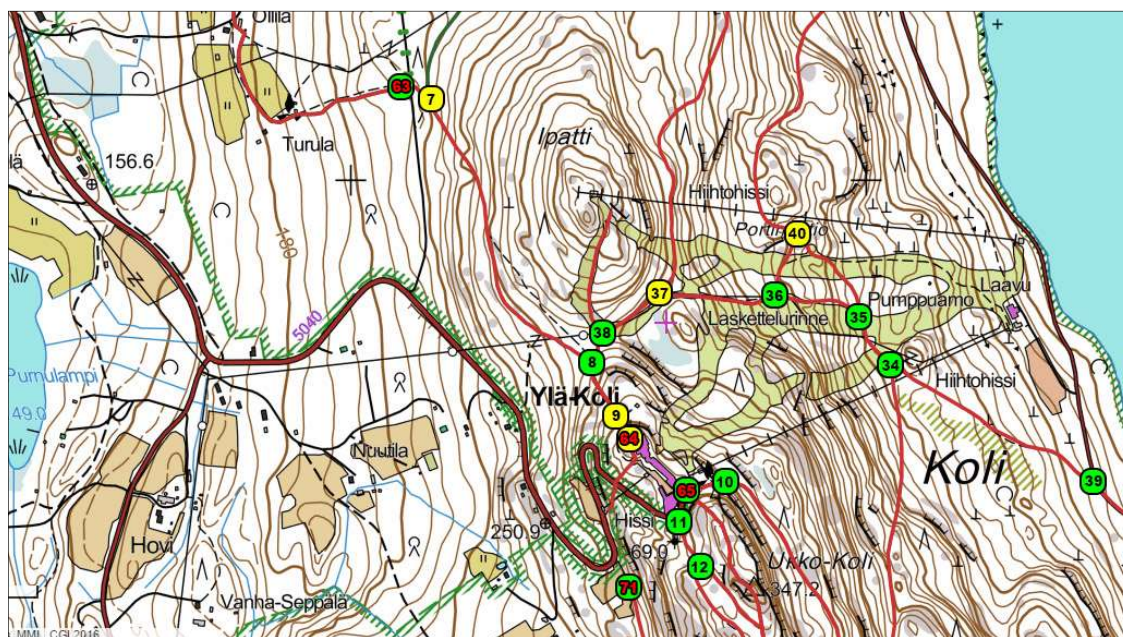 Ollila
63
7
Turula
Ipatti
156.6
180
Hiihtohissi
40
37
36
Pumppuamo
Laavu
35
Laskettelurinne
5040
38
8
34
Hiihtohissi
Ylä-Koli
9
64
49.0
Nuutila
Koli
39
10
65
11
Hissi
250.9
69.0
Hovi
12
Ukko-Koli
347.2
71
Vanha-Seppälä
MML, CGI 2016